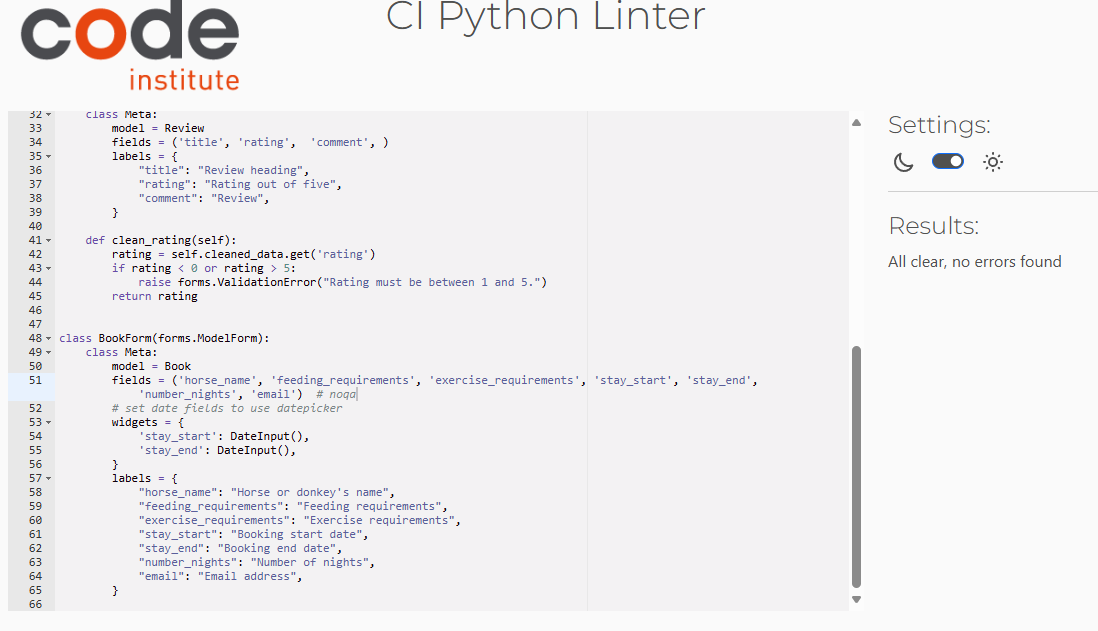 code
institute
CI Python Linter
32 class Meta:
33 model = Review
34 fields = ('title', 'rating',  'comment', )
35 labels = {
36 "title": "Review heading",
37 "rating": "Rating out of five",
38 "comment": "Review",
39 }
40
41 def clean_rating(self):
42 rating = self.cleaned_data.get('rating')
43 if rating < 0 or rating > 5:
44 raise forms.ValidationError("Rating must be between 1 and 5.")
45 return rating
46
47
48 class BookForm(forms.ModelForm):
49 class Meta:
50 model = Book
51 fields = ('horse_name', 'feeding_requirements', 'exercise_requirements', 'stay_start', 'stay_end',
'number_nights', 'email')  # noqa
52 # set date fields to use datepicker
53 widgets = {
54 'stay_start': DateInput(),
55 'stay_end': DateInput(),
56 }
57 labels = {
58 "horse_name": "Horse or donkey's name",
59 "feeding_requirements": "Feeding requirements",
60 "exercise_requirements": "Exercise requirements",
61 "stay_start": "Booking start date",
62 "stay_end": "Booking end date",
63 "number_nights": "Number of nights",
64 "email": "Email address",
65 }
66
Settings:
Results:
All clear, no errors found